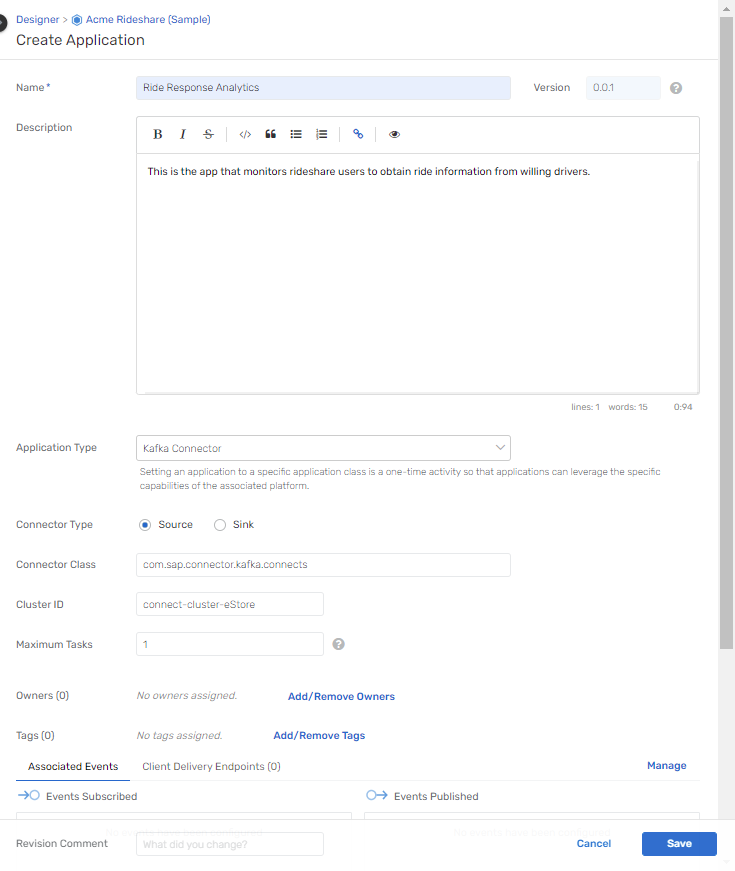 Designer > Acme Rideshare (Sample)
Create Application
Name* Ride Response Analytics Version 0.0.1 ?
Description
B I S </>
This is the app that monitors rideshare users to obtain ride information from willing drivers.
lines: 1 words: 15 0:94
Application Type Kafka Connector
Setting an application to a specific application class is a one-time activity so that applications can leverage the specific
capabilities of the associated platform.
Connector Type Source Sink
Connector Class com.sap.connector.kafka.connects
Cluster ID connect-cluster-eStore
Maximum Tasks 1 ?
Owners (0) No owners assigned. Add/Remove Owners
Tags (0) No tags assigned. Add/Remove Tags
Associated Events Client Delivery Endpoints (0) Manage
Events Subscribed Events Published
Revision Comment What did you change? Cancel Save